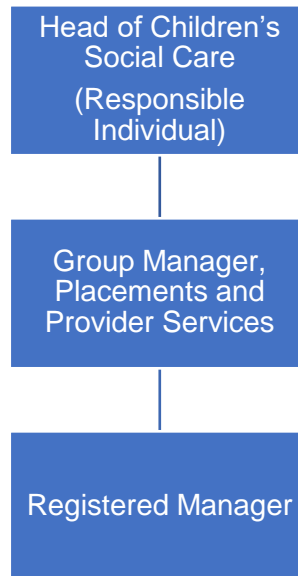 Head of Children’s
Social Care
(Responsible
Individual)
Group Manager,
Placements and
Provider Services
Registered Manager